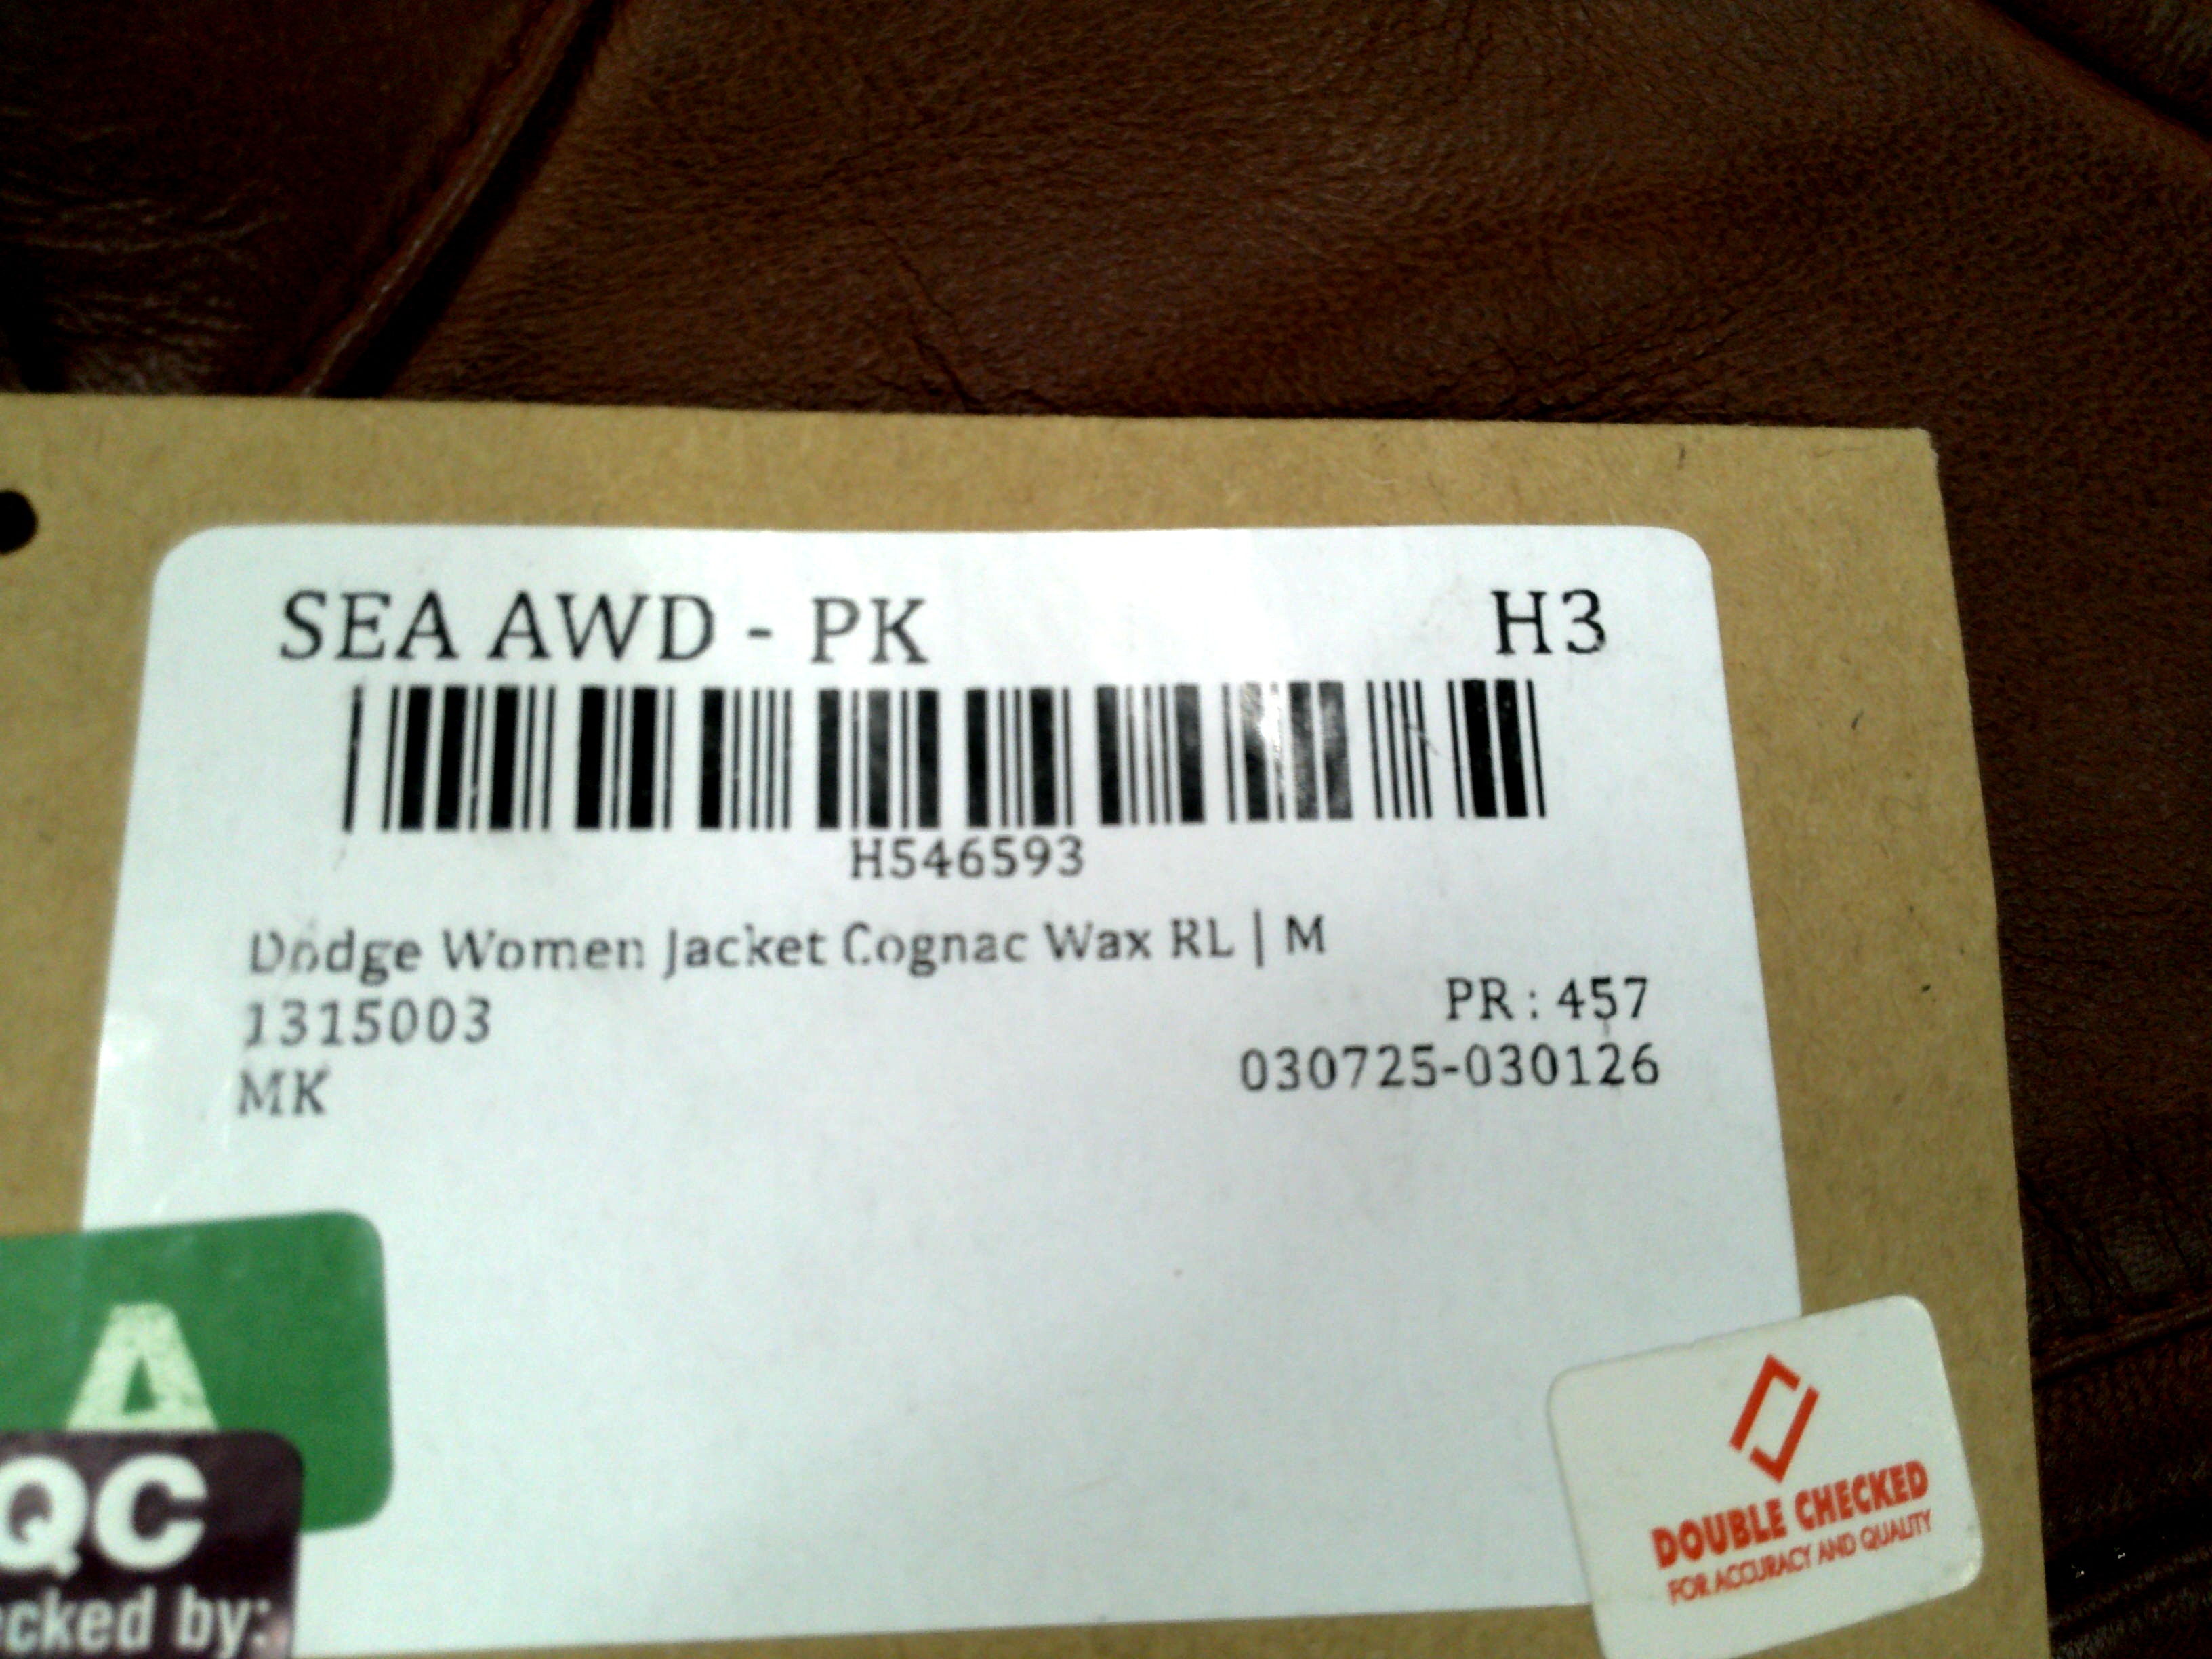 SEA AWD - PK H3
H546593
Dodge Women Jacket Cognac Wax RL | M
1315003 PR : 457
MK 030725-030126
A
QC
ecked by:
DOUBLE CHECKED
FOR ACCURACY AND QUALITY